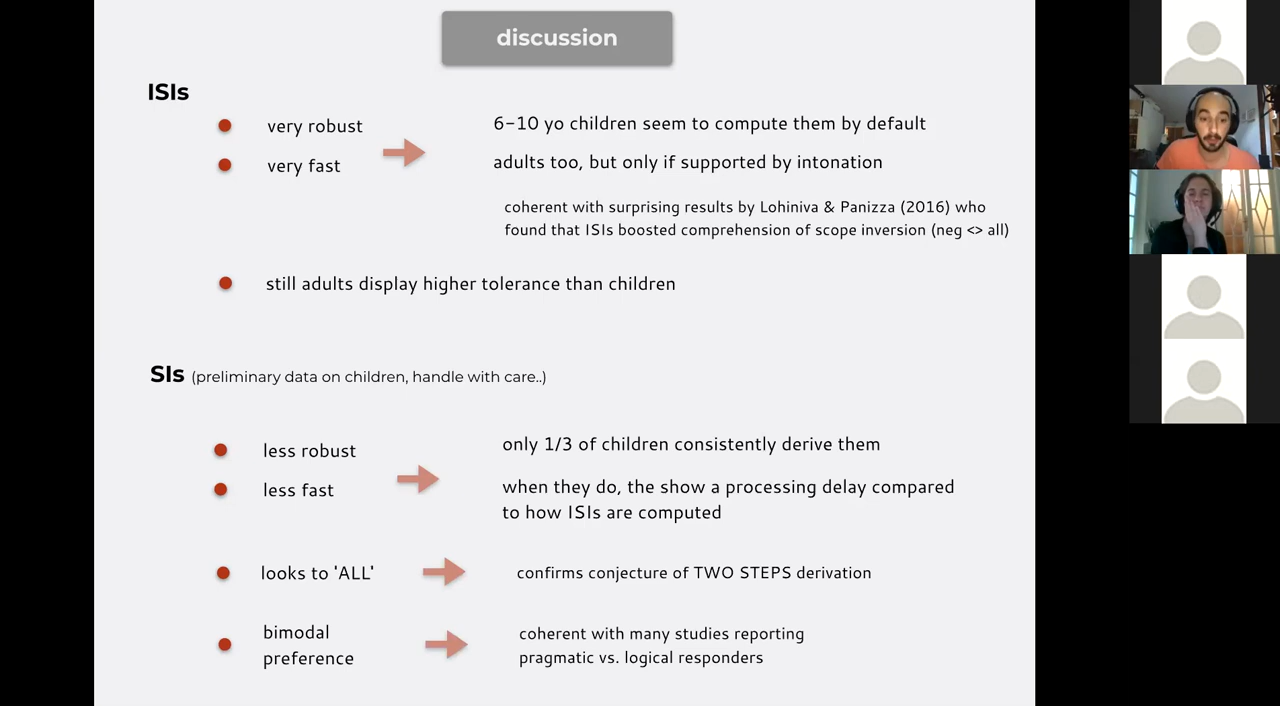 discussion
ISIs
very robust
6-10 yo children seem to compute them by default
very fast
adults too, but only if supported by intonation
coherent with surprising results by Lohiniva & Panizza (2016) who
found that ISIs boosted comprehension of scope inversion (neg <> all)
still adults display higher tolerance than children
SIs (preliminary data on children, handle with care..)
less robust
only 1/3 of children consistently derive them
less fast
when they do, the show a processing delay compared
to how ISIs are computed
looks to 'ALL'
confirms conjecture of TWO STEPS derivation
bimodal
preference
coherent with many studies reporting
pragmatic vs. logical responders